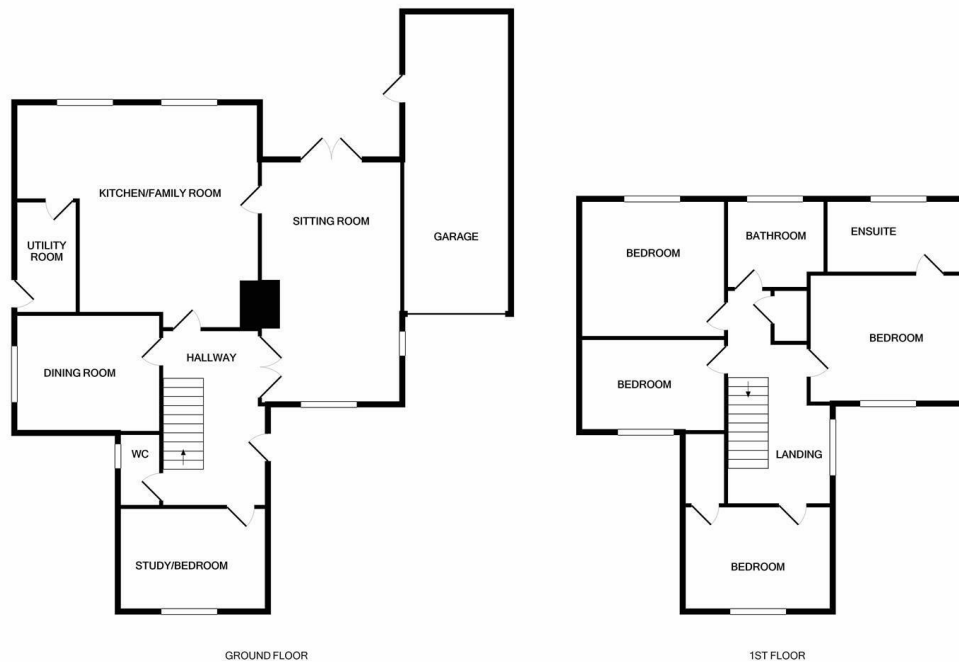 KITCHEN/FAMILY ROOM
SITTING ROOM
GARAGE
UTILITY
ROOM
HALLWAY
DINING ROOM
WC
STUDY/BEDROOM
GROUND FLOOR
BEDROOM
BATHROOM
ENSUITE
BEDROOM
BEDROOM
LANDING
BEDROOM
1ST FLOOR